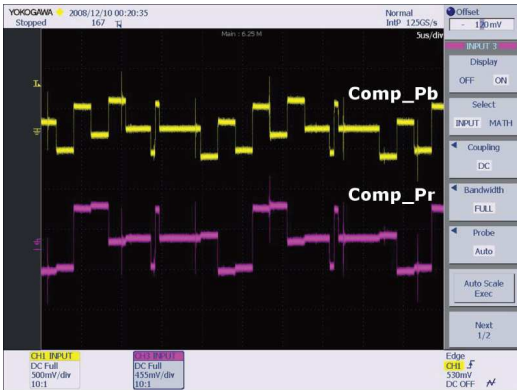 YOKOGAWA 2008/12/10 00:20:35
Stopped 167
Normal
IntP 125GS/s
Main : 6.25 M
5us/div
Comp_Pb
Comp_Pr
Offset
- 120mV
INPUT 3
Display
OFF ON
Select
INPUT MATH
Coupling
DC
Bandwidth
FULL
Probe
Auto
Auto Scale
Exec
Next
1/2
CH1 INPUT
DC Full
500mV/div
10:1
CH3 INPUT
DC Full
455mV/div
10:1
Edge
CH1
530mV
DC OFF